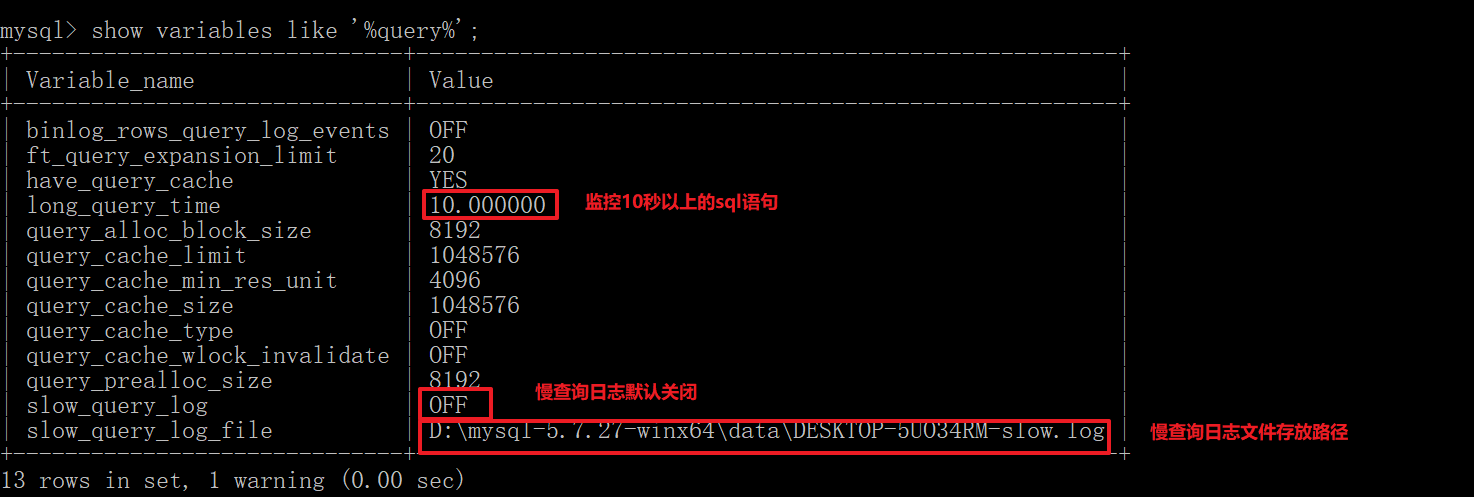 mysql> show variables like '%query%';
+------------------------------+------------------------------------------------------+
| Variable_name | Value |
+------------------------------+------------------------------------------------------+
| binlog_rows_query_log_events | OFF |
| ft_query_expansion_limit | 20 |
| have_query_cache | YES |
| long_query_time | 10.000000 | 监控10秒以上的sql语句
| query_alloc_block_size | 8192 |
| query_cache_limit | 1048576 |
| query_cache_min_res_unit | 4096 |
| query_cache_size | 1048576 |
| query_cache_type | OFF |
| query_cache_wlock_invalidate | OFF |
| query_prealloc_size | 8192 |
慢查询日志默认关闭
| slow_query_log | OFF |
| slow_query_log_file | D:\mysql-5.7.27-winx64\data\DESKTOP-5UO34RM-slow.log | 慢查询日志文件存放路径
+------------------------------+------------------------------------------------------+
13 rows in set, 1 warning (0.00 sec)